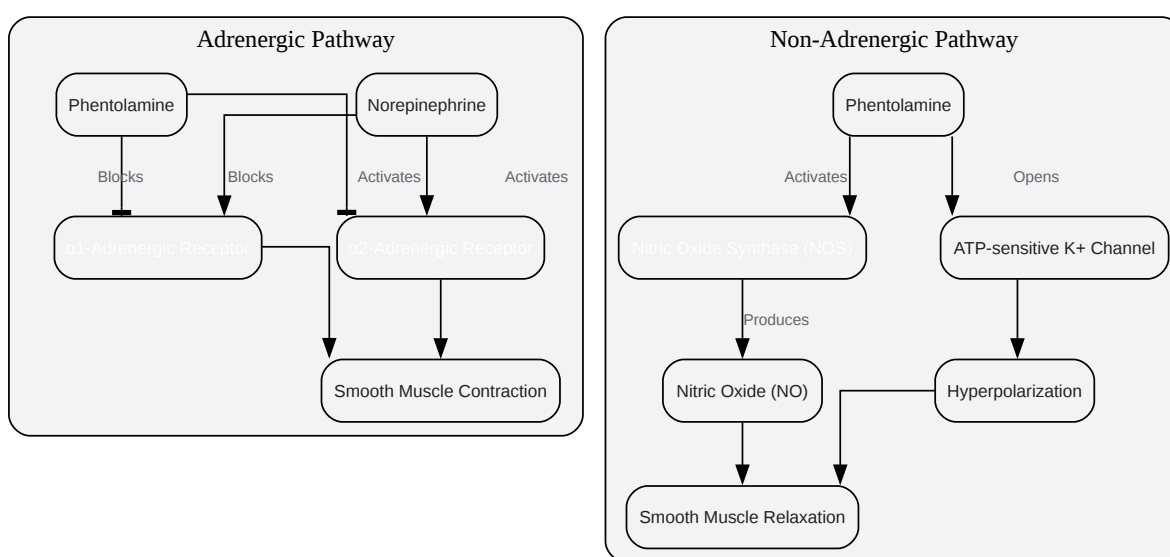 Adrenergic Pathway
Phentolamine
Norepinephrine
Blocks
Blocks
Activates
Activates
α1-Adrenergic Receptor
α2-Adrenergic Receptor
Smooth Muscle Contraction
Non-Adrenergic Pathway
Phentolamine
Activates
Opens
Nitric Oxide Synthase (NOS)
ATP-sensitive K+ Channel
Produces
Nitric Oxide (NO)
Hyperpolarization
Smooth Muscle Relaxation